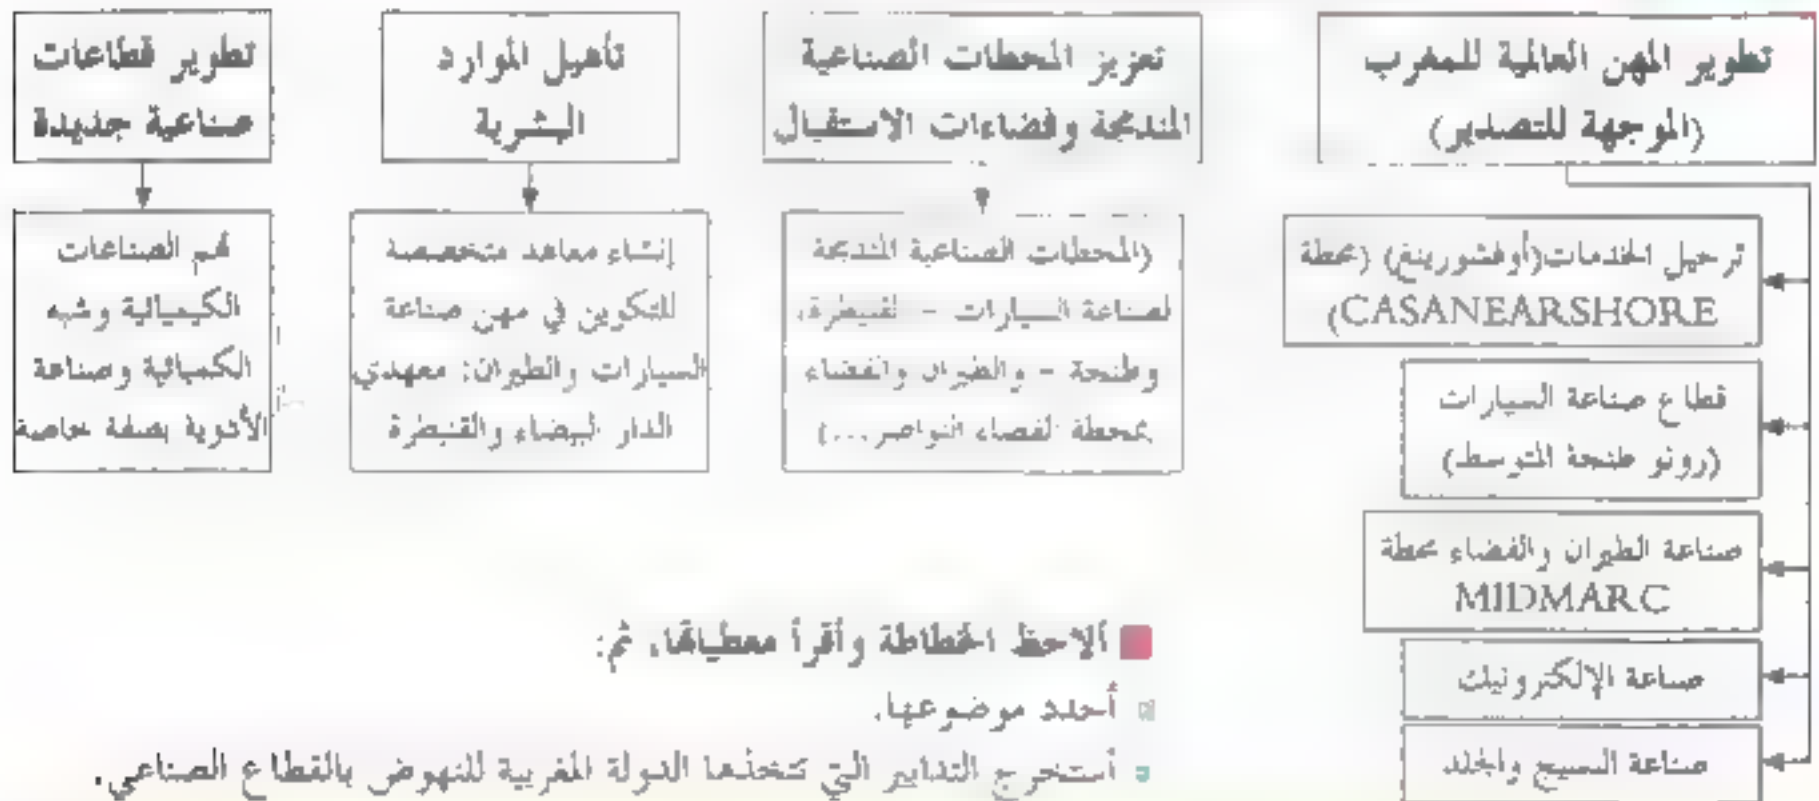 تطوير المهن العالمية للمغرب
(الموجهة للتصدير)
ترحيل الخدمات(أوفشورينغ) (محطة
CASANEARSHORE)
قطاع صناعة السيارات
(رونو طنجة المتوسط)
صناعة الطيران والفضاء محطة
MIDMARC
صناعة الإلكترونيك
صناعة النسيج والجلد
تعزيز المحطات الصناعية
المندمجة وفضاءات الاستقبال
(المحطات الصناعية المندمجة
لصناعة السيارات - لقنيطرة،
وطنجة - والطيران والفضاء
بمحطة الفضاء النواصر...)
تأهيل الموارد
البشرية
إنشاء معاهد متخصصة
للتكوين في مهن صناعة
السيارات والطيران: معهدي
الدار البيضاء والقنيطرة
تطوير قطاعات
صناعية جديدة
تهم الصناعات
الكيميائية وشبه
الكميائية وصناعة
الأدوية بصفة خاصة
ألاحظ الخطاطة وأقرأ معطياتها، ثم:
أحدد موضوعها.
أستخرج التدابير التي تتخذها الدولة المغربية للنهوض بالقطاع الصناعي.